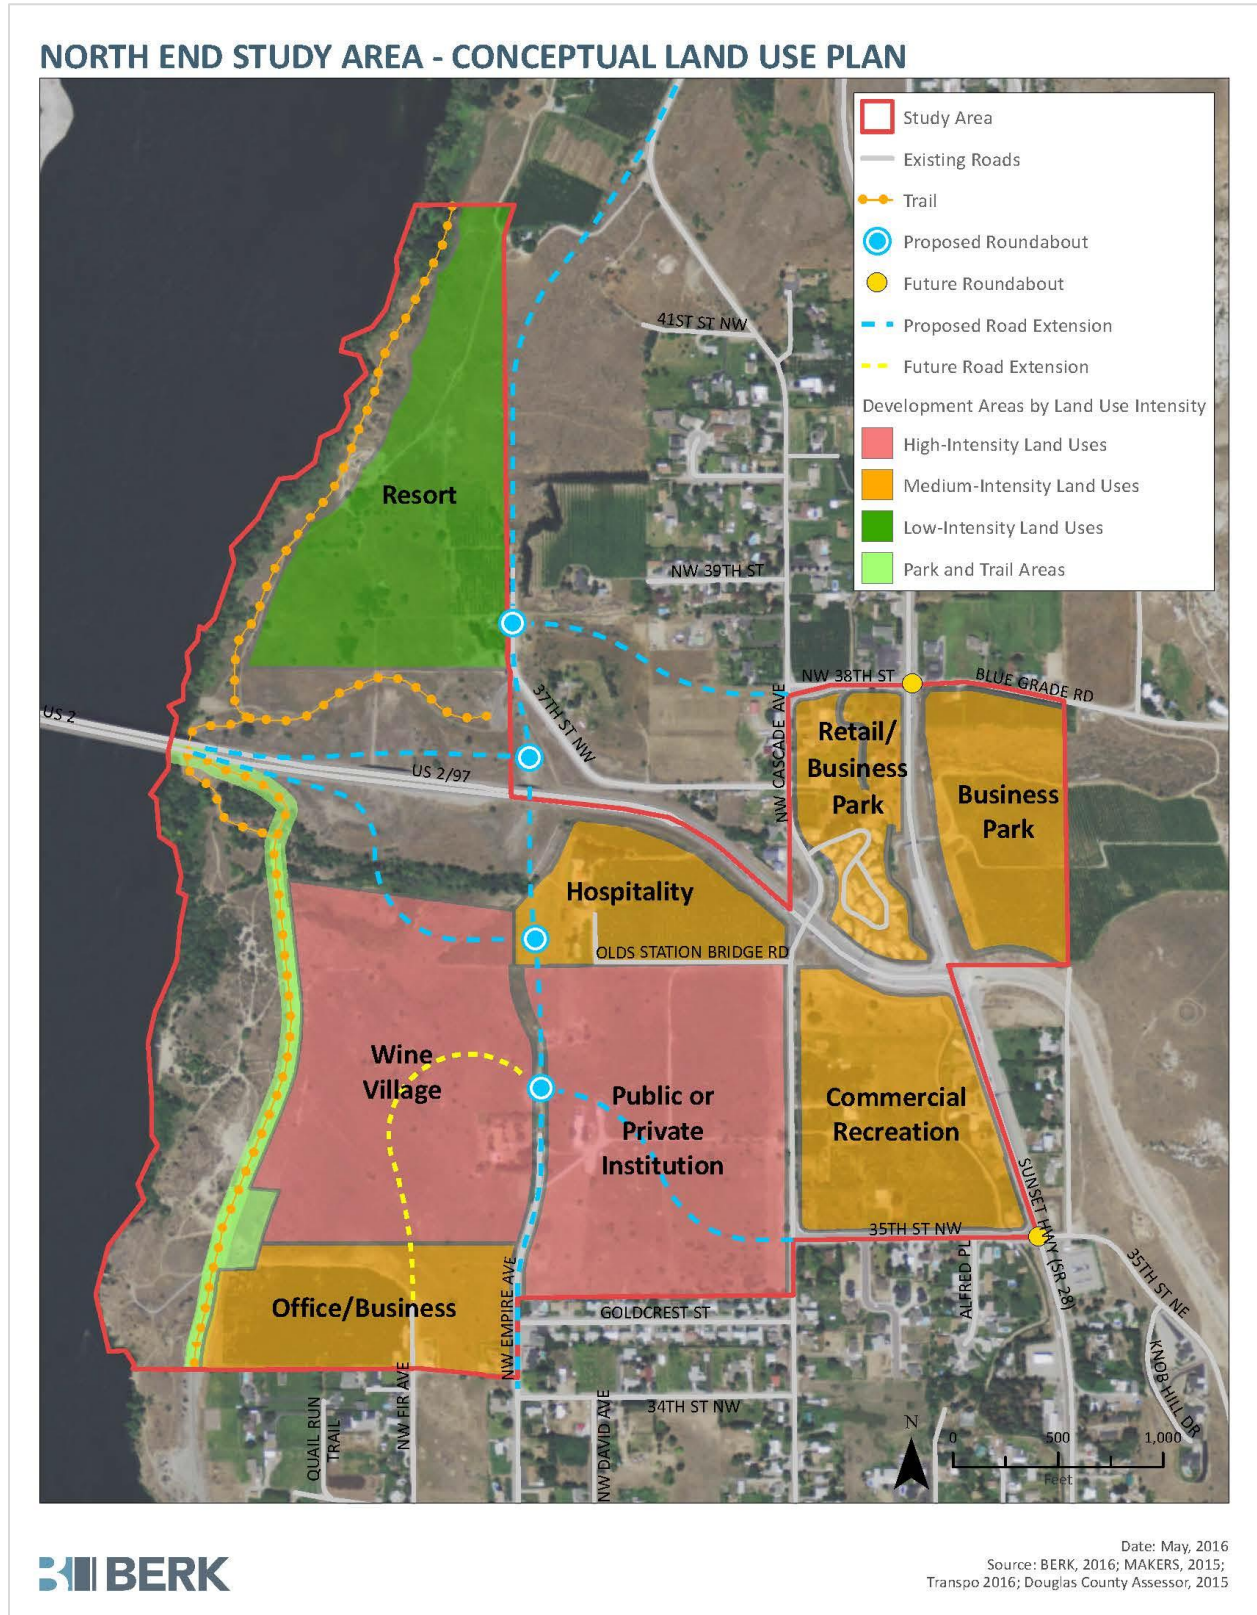 NORTH END STUDY AREA - CONCEPTUAL LAND USE PLAN
Study Area
Existing Roads
Trail
Proposed Roundabout
Future Roundabout
Proposed Road Extension
Future Road Extension
Development Areas by Land Use Intensity
High-Intensity Land Uses
Medium-Intensity Land Uses
Low-Intensity Land Uses
Park and Trail Areas
41ST ST NW
Resort
NW 39TH ST
NW 38TH ST
BLUE GRADE RD
US 2
37TH ST NW
US 2/97
NW CASCADE AVE
Retail/
Business
Park
Business
Park
Hospitality
OLDS STATION BRIDGE RD
Wine
Village
Public or
Private
Institution
Commercial
Recreation
35TH ST NW
SUNSET HWY (SR 28)
35TH ST NE
ALFRED PL
Office/Business
NW EMPIRE AVE
GOLDCREST ST
KNOB HILL DR
NW FIR AVE
QUAIL RUN
TRAIL
34TH ST NW
NW DAVID AVE
N
0 500 1,000
Feet
BERK
Date: May, 2016
Source: BERK, 2016; MAKERS, 2015;
Transpo 2016; Douglas County Assessor, 2015